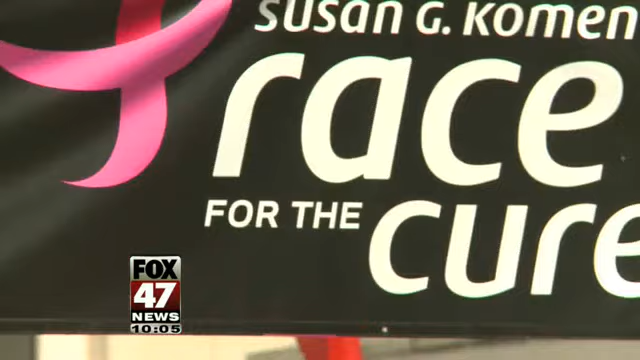 SUSAN G. KOMEN
race
FOR THE
cure
FOX
47
NEWS
10:05